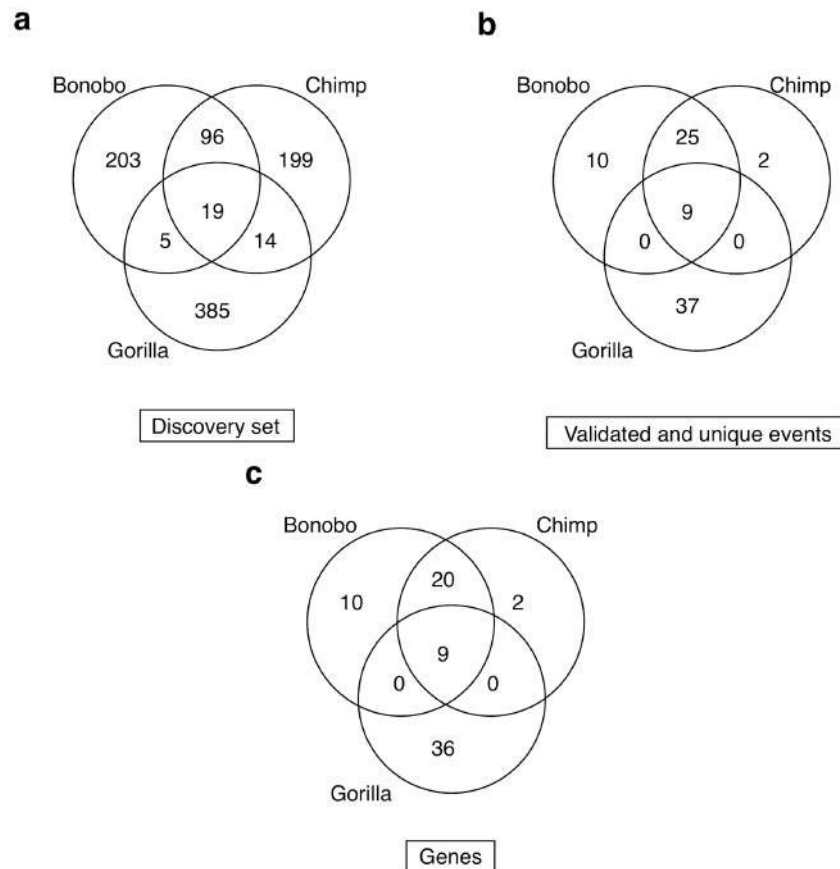 a
Bonobo
Chimp
96
203
199
19
5
14
385
Gorilla
Discovery set
b
Bonobo
Chimp
25
10
2
9
0
0
37
Gorilla
Validated and unique events
c
Bonobo
Chimp
20
10
2
9
0
0
36
Gorilla
Genes